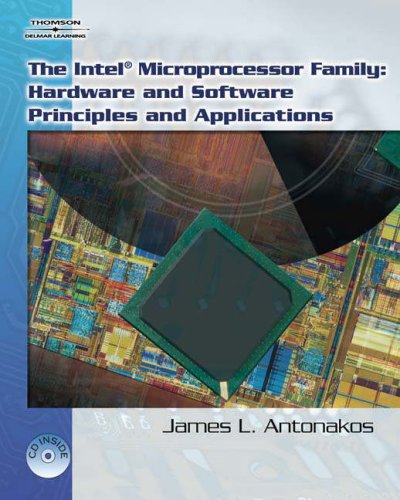 THOMSON
DELMAR LEARNING
The Intel® Microprocessor Family:
Hardware and Software
Principles and Applications
James L. Antonakos
CD INSIDE